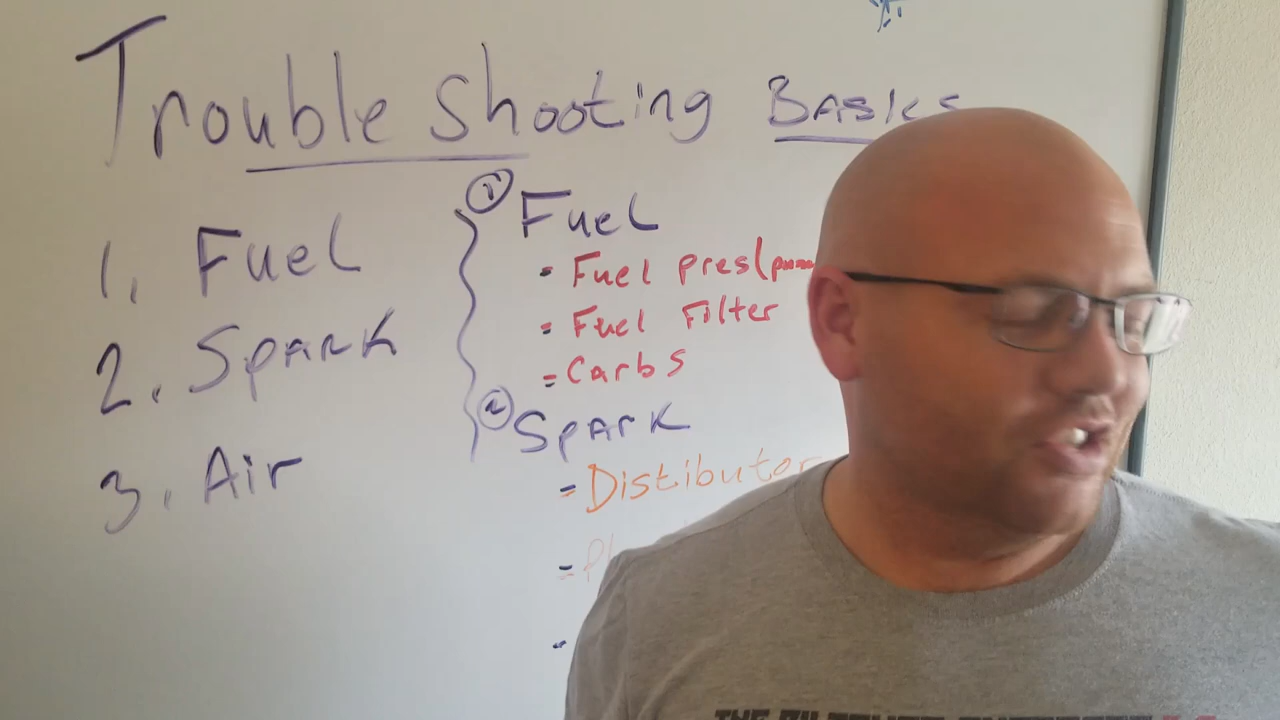 Trouble Shooting Basics
1. Fuel
2. Spark
3. Air
① Fuel
- Fuel pres(
- Fuel Filter
= Carbs
② Spark
= Distibutor